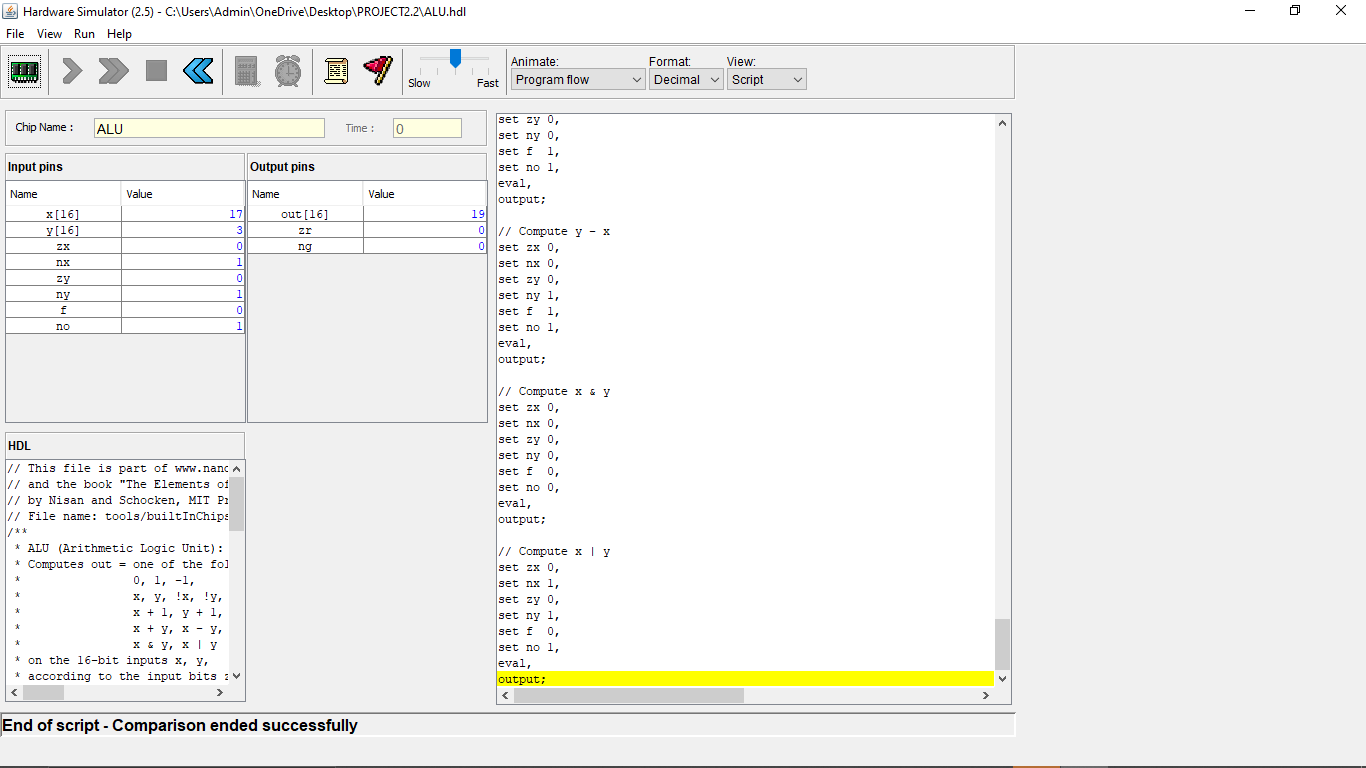 Hardware Simulator (2.5) - C:\Users\Admin\OneDrive\Desktop\PROJECT2.2\ALU.hdl
File View Run Help
Slow Fast
Animate: Format: View:
Program flow Decimal Script
Chip Name : ALU Time : 0
Input pins
Name Value
x[16] 17
y[16] 3
zx 0
nx 1
zy 0
ny 1
f 0
no 1
Output pins
Name Value
out[16] 19
zr 0
ng 0
HDL
// This file is part of www.nand
// and the book "The Elements of
// by Nisan and Schocken, MIT Pr
// File name: tools/builtInChips
/**
* ALU (Arithmetic Logic Unit):
* Computes out = one of the fol
* 0, 1, -1,
* x, y, !x, !y,
* x + 1, y + 1,
* x + y, x - y,
* x & y, x | y
* on the 16-bit inputs x, y,
* according to the input bits z
set zy 0,
set ny 0,
set f 1,
set no 1,
eval,
output;
// Compute y - x
set zx 0,
set nx 0,
set zy 0,
set ny 1,
set f 1,
set no 1,
eval,
output;
// Compute x & y
set zx 0,
set nx 0,
set zy 0,
set ny 0,
set f 0,
set no 0,
eval,
output;
// Compute x | y
set zx 0,
set nx 1,
set zy 0,
set ny 1,
set f 0,
set no 1,
eval,
output;
End of script - Comparison ended successfully